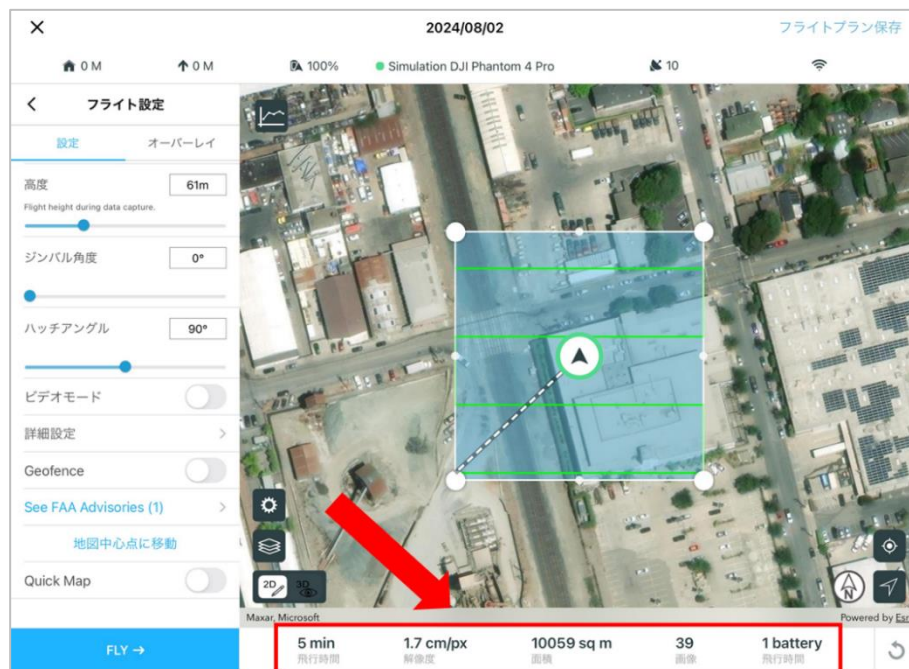 2024/08/02
フライトプラン保存
0 M
0 M
100%
Simulation DJI Phantom 4 Pro
10
フライト設定
設定
オーバーレイ
高度
61m
Flight height during data capture.
ジンバル角度
0°
ハッチアングル
90°
ビデオモード
詳細設定
Geofence
See FAA Advisories (1)
地図中心点に移動
Quick Map
FLY →
2D
3D
N
Maxar, Microsoft
Powered by Esri
5 min
飛行時間
1.7 cm/px
解像度
10059 sq m
面積
39
画像
1 battery
飛行時間